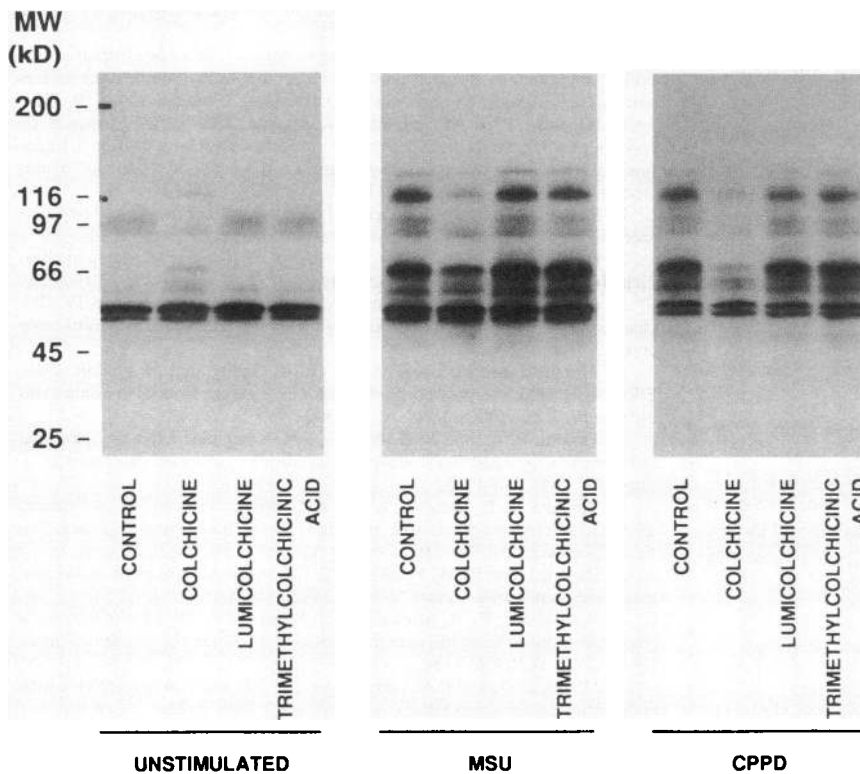 MW
(kD)
200 –
116 –
97 –
66 –
45 –
25 –
CONTROL
COLCHICINE
LUMICOLCHICINE
TRIMETHYLCOLCHICINIC
ACID
CONTROL
COLCHICINE
LUMICOLCHICINE
TRIMETHYLCOLCHICINIC
ACID
CONTROL
COLCHICINE
LUMICOLCHICINE
TRIMETHYLCOLCHICINIC
ACID
UNSTIMULATED
MSU
CPPD